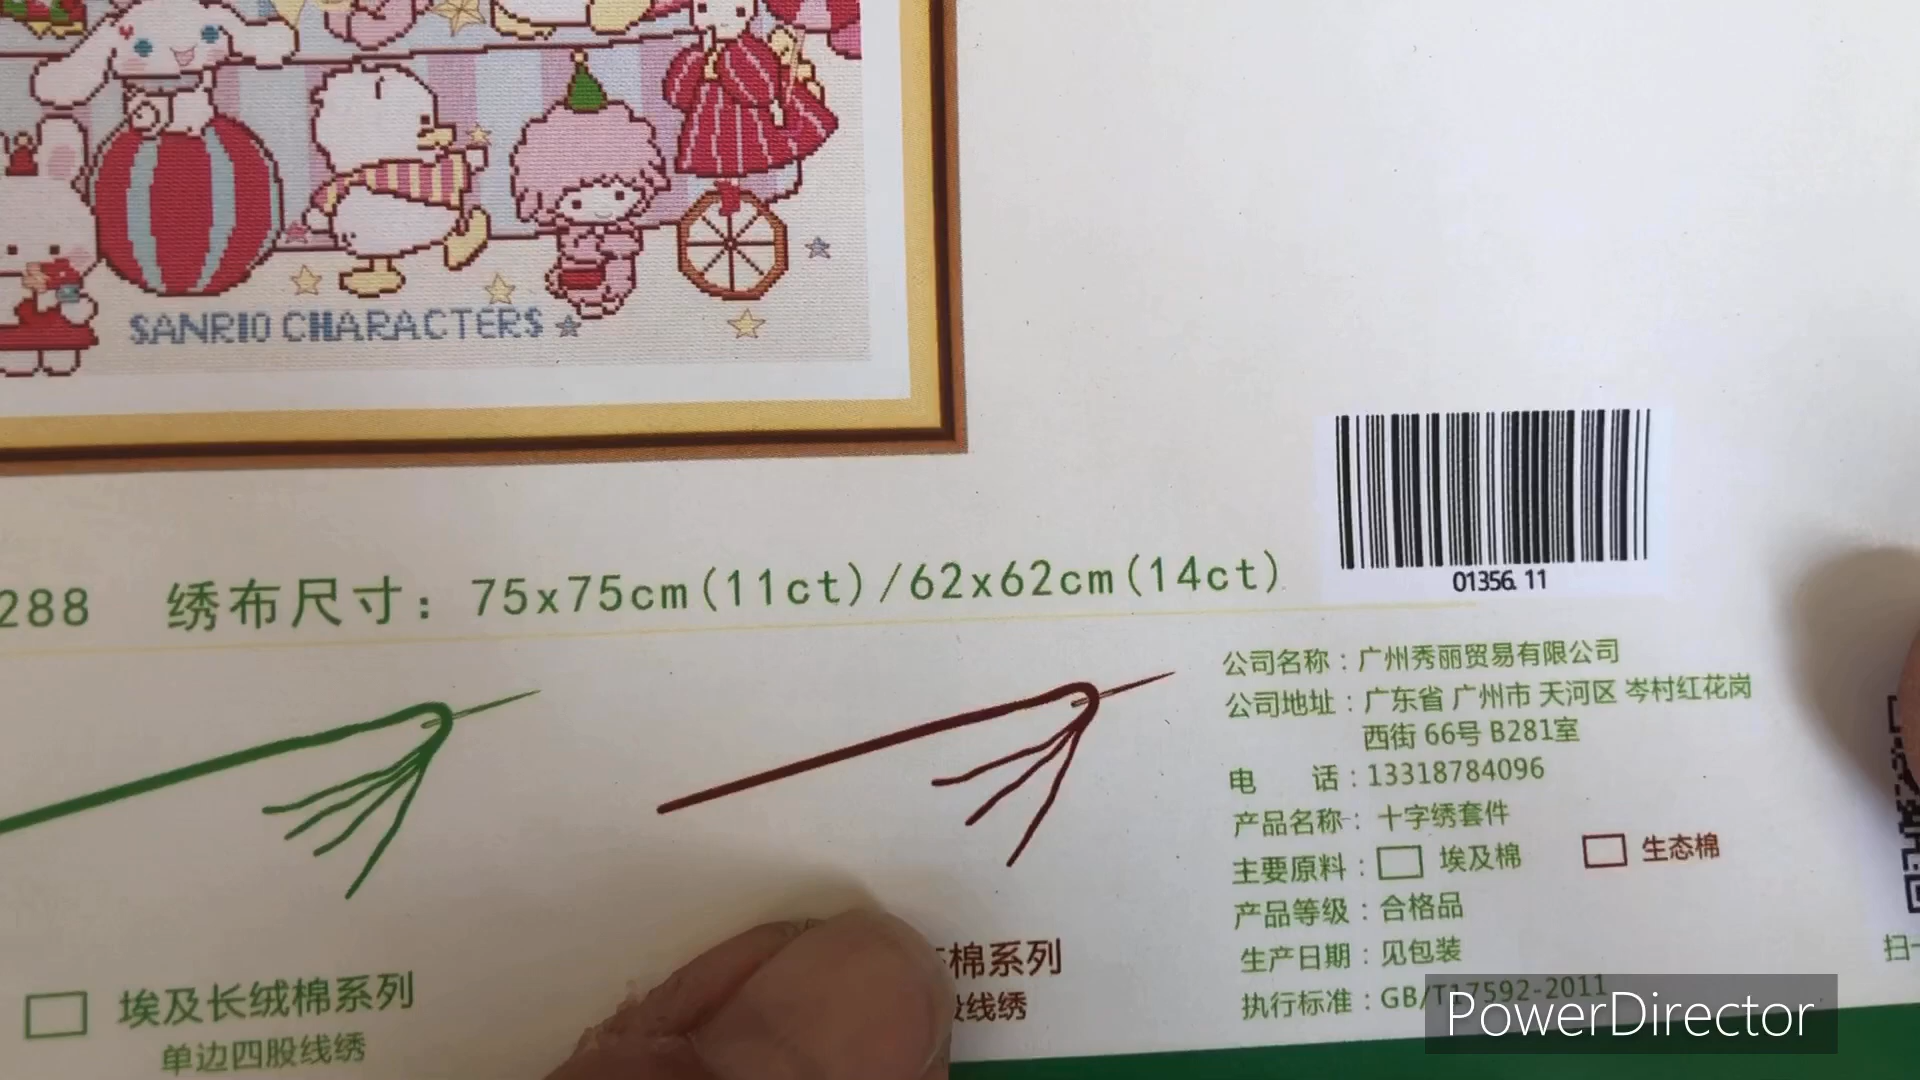 SANRIO CHARACTERS
01356.11
288 绣布尺寸：75x75cm(11ct)/62x62cm(14ct)
公司名称：广州秀丽贸易有限公司
公司地址：广东省 广州市 天河区 岑村红花岗
西街 66号 B281室
电 话：13318784096
产品名称：十字绣套件
主要原料：埃及棉 生态棉
产品等级：合格品
生产日期：见包装
执行标准：GB/T17592-2011
埃及长绒棉系列
单边四股线绣
棉系列
线绣
扫一
PowerDirector